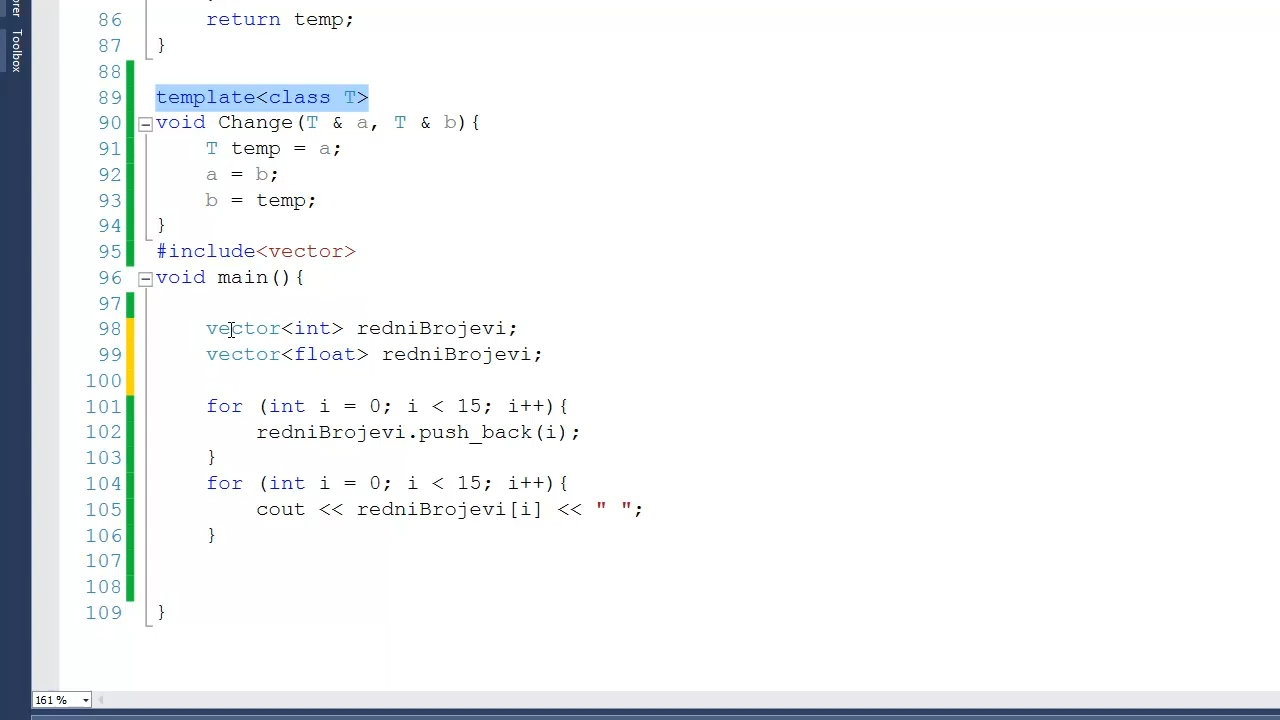 orer
Toolbox
86 return temp;
87 }
88
89 template<class T>
90 void Change(T & a, T & b){
91 T temp = a;
92 a = b;
93 b = temp;
94 }
95 #include<vector>
96 void main(){
97
98 vector<int> redniBrojevi;
99 vector<float> redniBrojevi;
100
101 for (int i = 0; i < 15; i++){
102 redniBrojevi.push_back(i);
103 }
104 for (int i = 0; i < 15; i++){
105 cout << redniBrojevi[i] << " ";
106 }
107
108
109 }
161 %